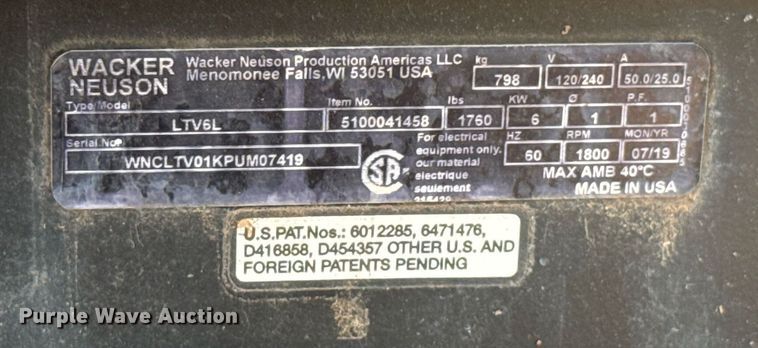 WACKER NEUSON
Wacker Neuson Production Americas LLC
Menomonee Falls, WI 53051 USA
kg V A
798 120/240 50.0/25.0
Type/Model Item No. lbs KW Ø P.F.
LTV6L 5100041458 1760 6 1 1
Serial No. HZ RPM MON/YR
WNCLTV01KPUM07419 60 1800 07/19
CSA
For electrical
equipment only.
our material
electrique
seulement
MAX AMB 40°C
MADE IN USA
U.S.PAT.Nos.: 6012285, 6471476,
D416858, D454357 OTHER U.S. AND
FOREIGN PATENTS PENDING
Purple Wave Auction